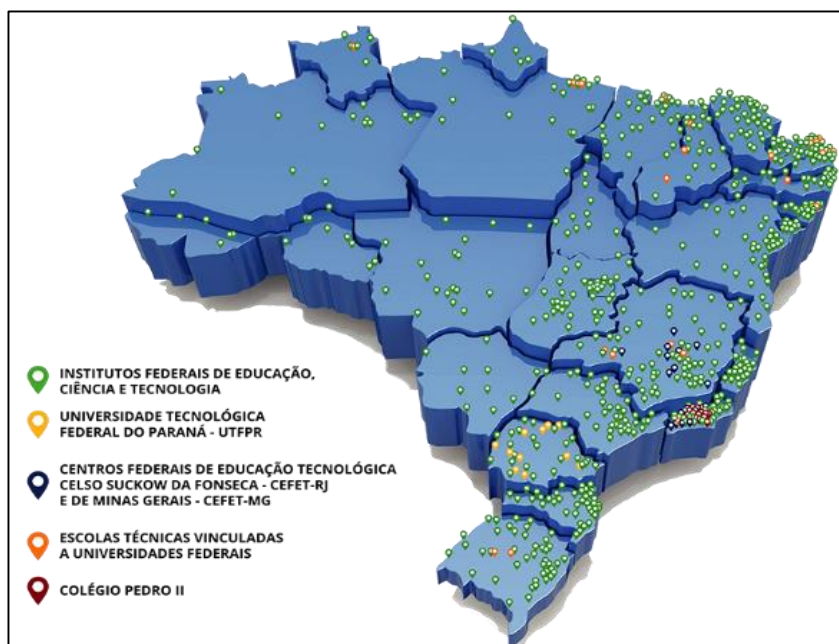 INSTITUTOS FEDERAIS DE EDUCAÇÃO,
CIÊNCIA E TECNOLOGIA
UNIVERSIDADE TECNOLÓGICA
FEDERAL DO PARANÁ - UTFPR
CENTROS FEDERAIS DE EDUCAÇÃO TECNOLÓGICA
CELSO SUCKOW DA FONSECA - CEFET-RJ
E DE MINAS GERAIS - CEFET-MG
ESCOLAS TÉCNICAS VINCULADAS
A UNIVERSIDADES FEDERAIS
COLÉGIO PEDRO II